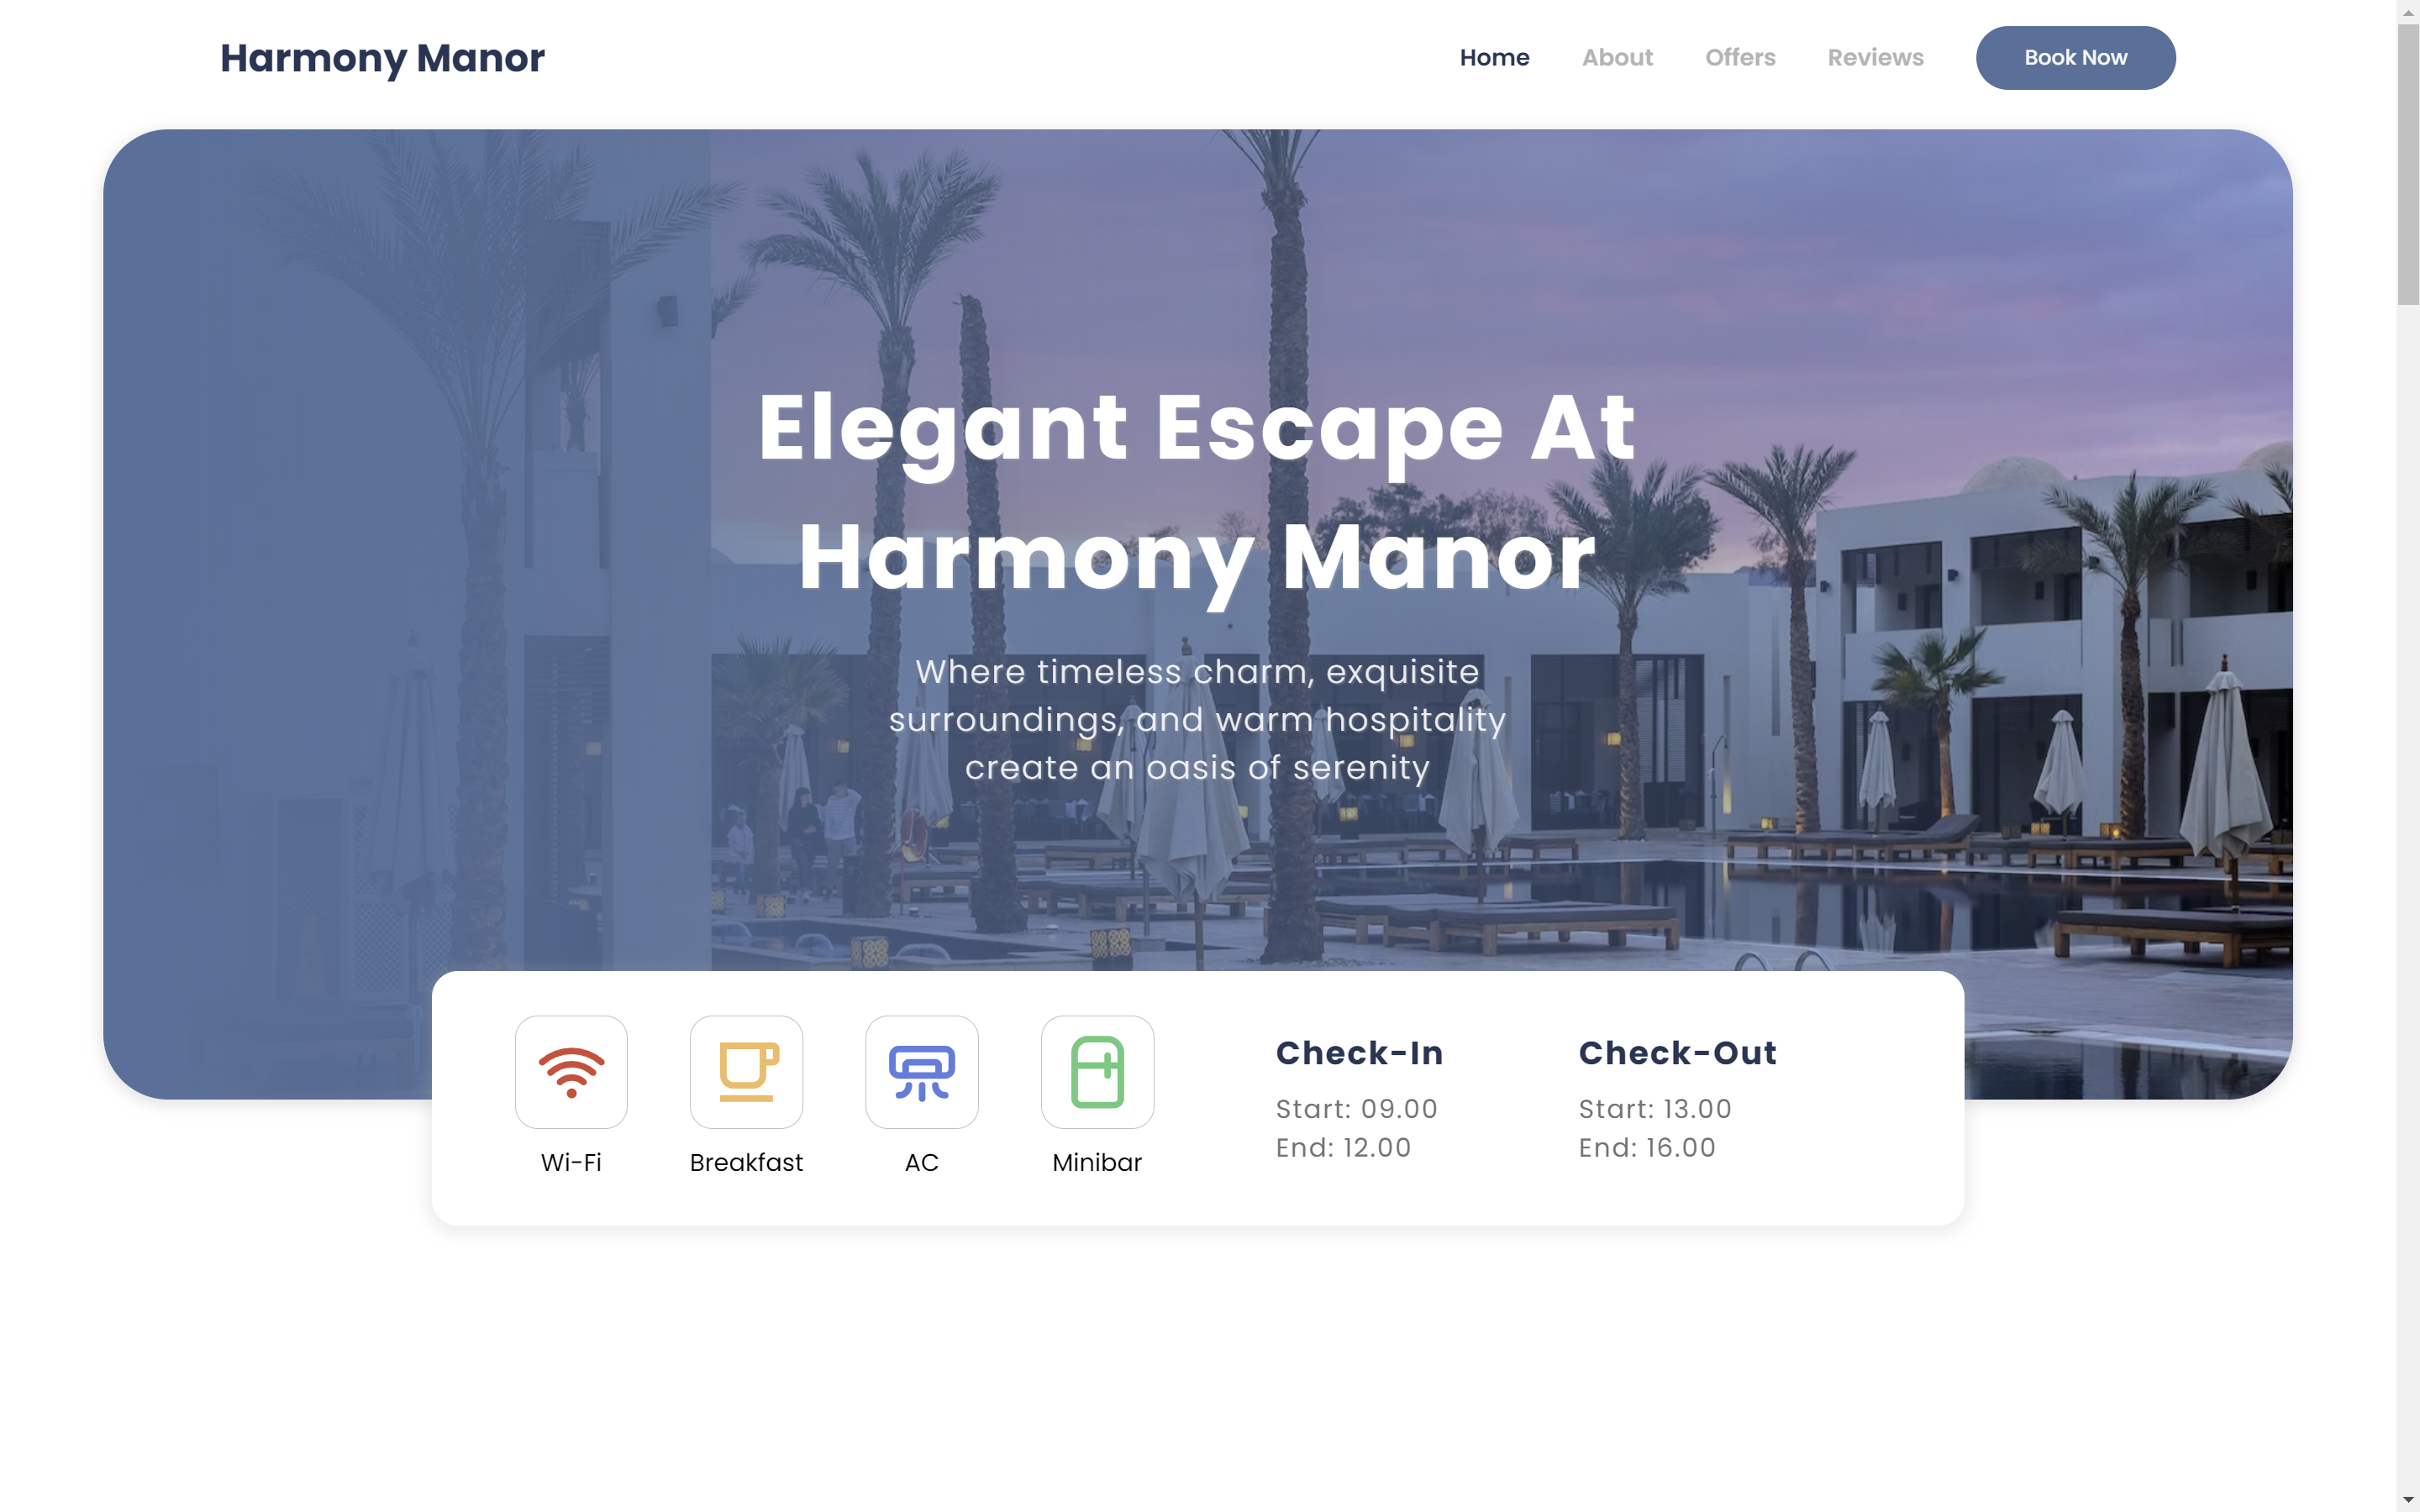 Harmony Manor
Home
About
Offers
Reviews
Book Now
Elegant Escape At
Harmony Manor
Where timeless charm, exquisite
surroundings, and warm hospitality
create an oasis of serenity
Wi-Fi
Breakfast
AC
Minibar
Check-In
Start: 09.00
End: 12.00
Check-Out
Start: 13.00
End: 16.00